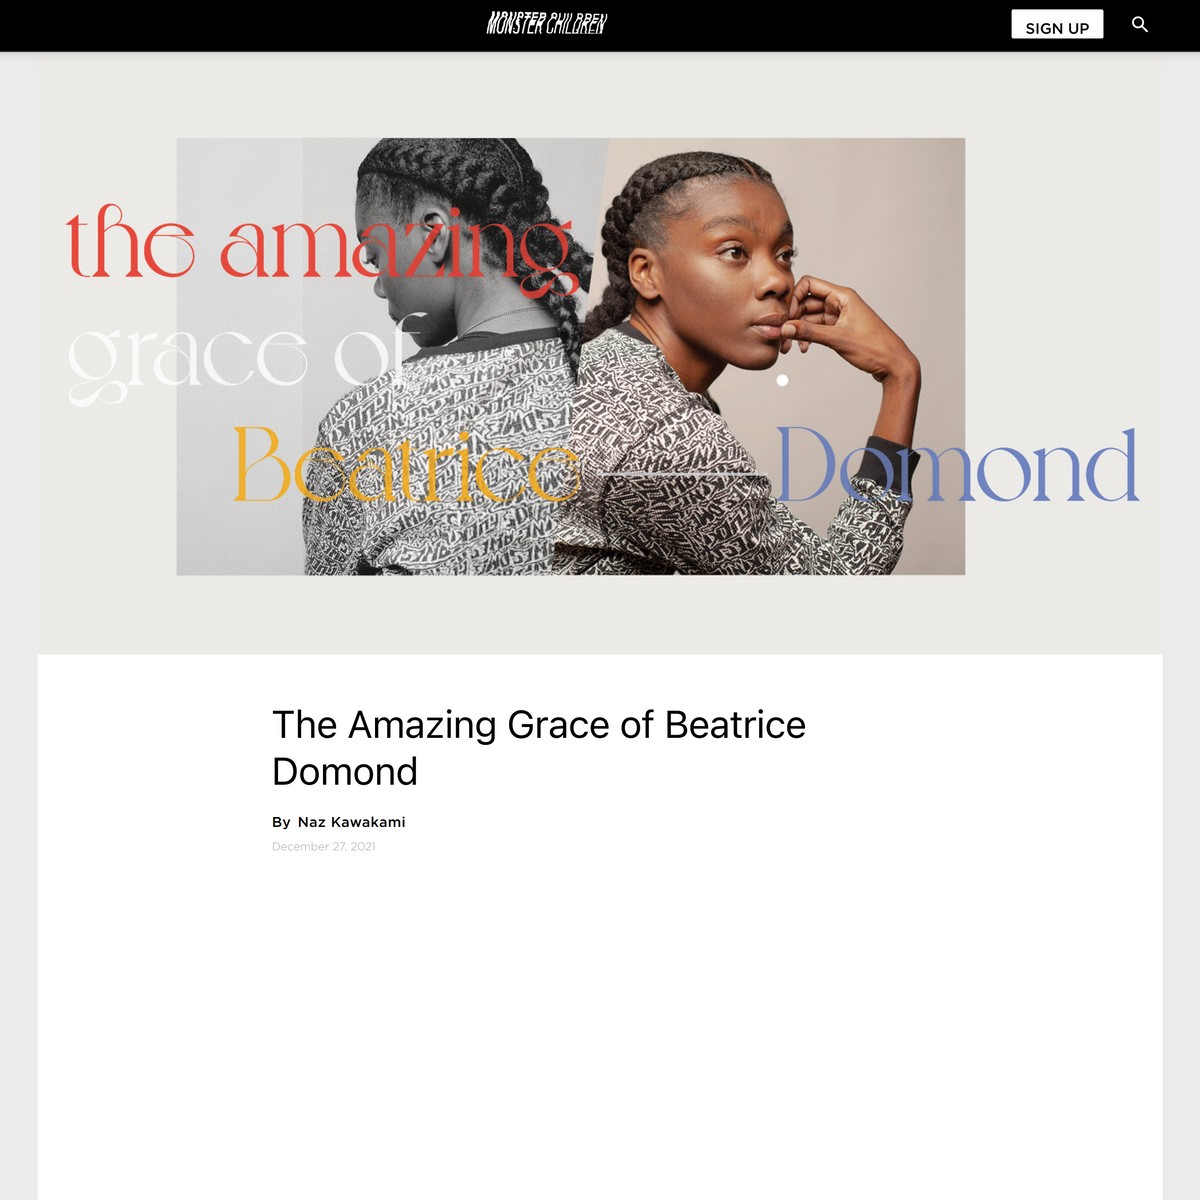 MONSTER CHILDREN
SIGN UP
the amazing
grace of
Beatrice Domond
The Amazing Grace of Beatrice
Domond
By Naz Kawakami
December 27, 2021